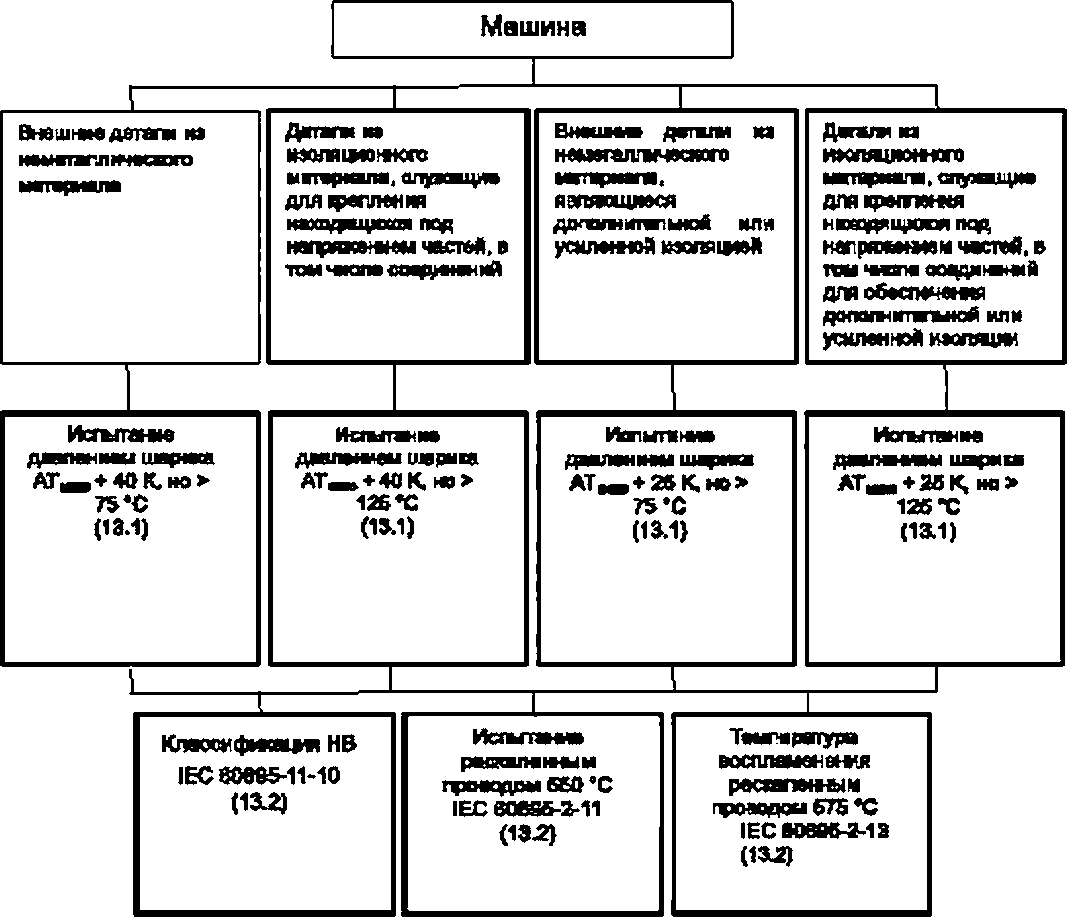 Машина
Внешние детали из
неметаллического
материала
Детали из
изоляционного
материала, служащие
для крепления
находящихся под
напряжением частей, в
том числе соединений
Внешние детали из
неметаллического
материала,
являющиеся
дополнительной или
усиленной изоляцией
Детали из
изоляционного
материала, служащие
для крепления
находящихся под
напряжением частей, в
том числе соединений
для обеспечения
дополнительной или
усиленной изоляции
Испытание
давлением шарика
ΔT + 40 K, но >
75 °C
(13.1)
Испытание
давлением шарика
ΔT + 40 K, но >
125 °C
(13.1)
Испытание
давлением шарика
ΔT + 25 K, но >
75 °C
(13.1)
Испытание
давлением шарика
ΔT + 25 K, но >
125 °C
(13.1)
Классификация HB
IEC 60695-11-10
(13.2)
Испытание
раскаленным
проводом 550 °C
IEC 60695-2-11
(13.2)
Температура
воспламенения
раскаленным
проводом 575 °C
IEC 60695-2-13
(13.2)